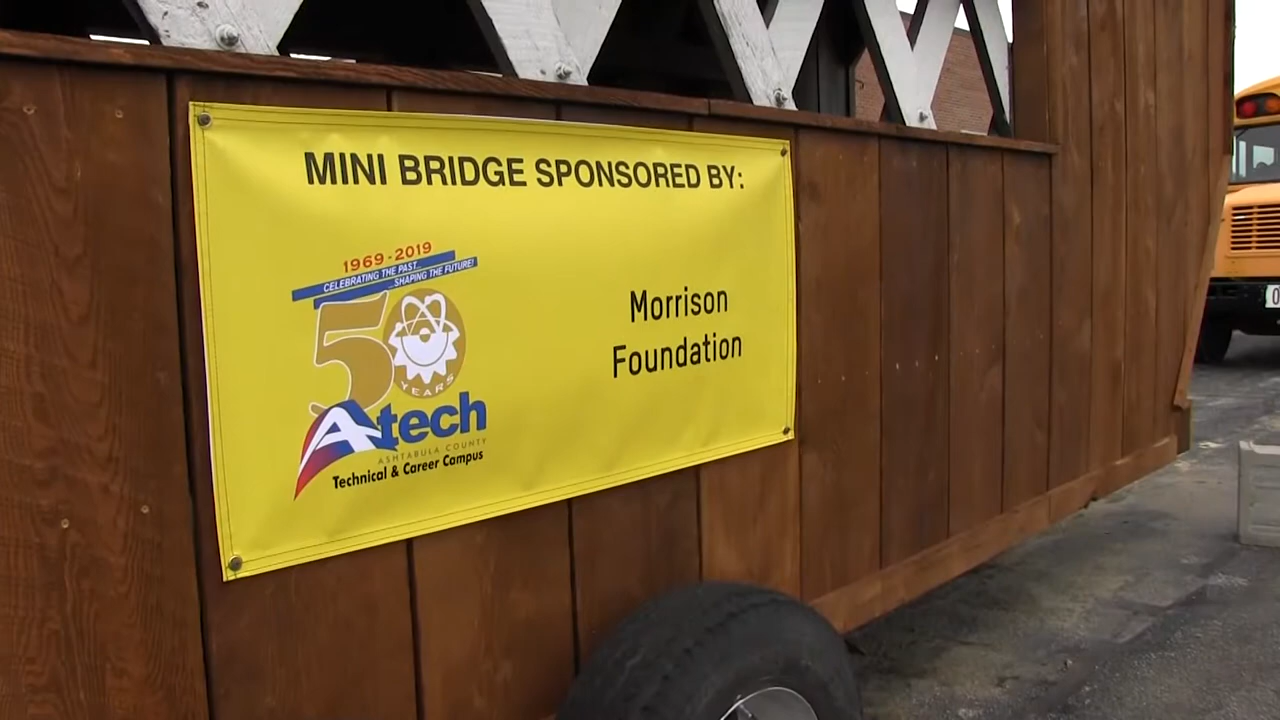 MINI BRIDGE SPONSORED BY:
1969 - 2019
CELEBRATING THE PAST...
...SHAPING THE FUTURE!
50
YEARS
Atech
ASHTABULA COUNTY
Technical & Career Campus
Morrison
Foundation